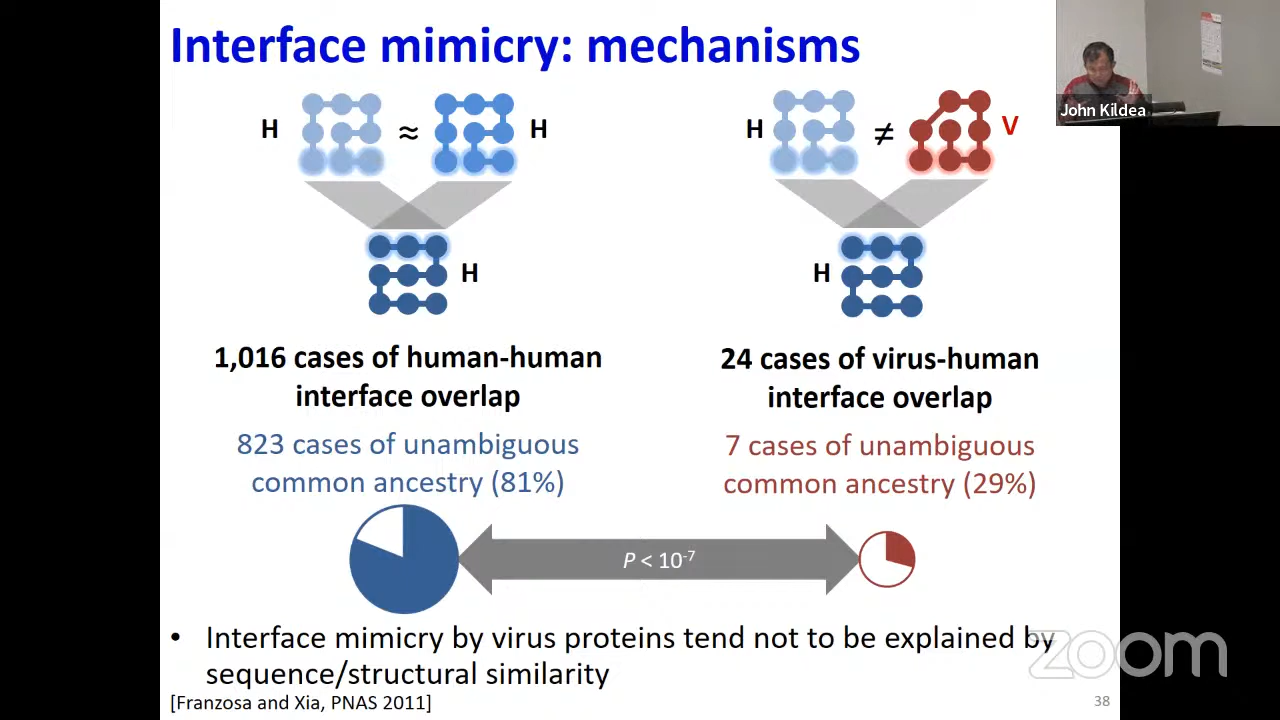 Interface mimicry: mechanisms
John Kildea
H
≈
H
H
≠
V
H
H
1,016 cases of human-human
interface overlap
24 cases of virus-human
interface overlap
823 cases of unambiguous
common ancestry (81%)
7 cases of unambiguous
common ancestry (29%)
P < 10⁻⁷
• Interface mimicry by virus proteins tend not to be explained by
sequence/structural similarity
zoom
[Franzosa and Xia, PNAS 2011]
38